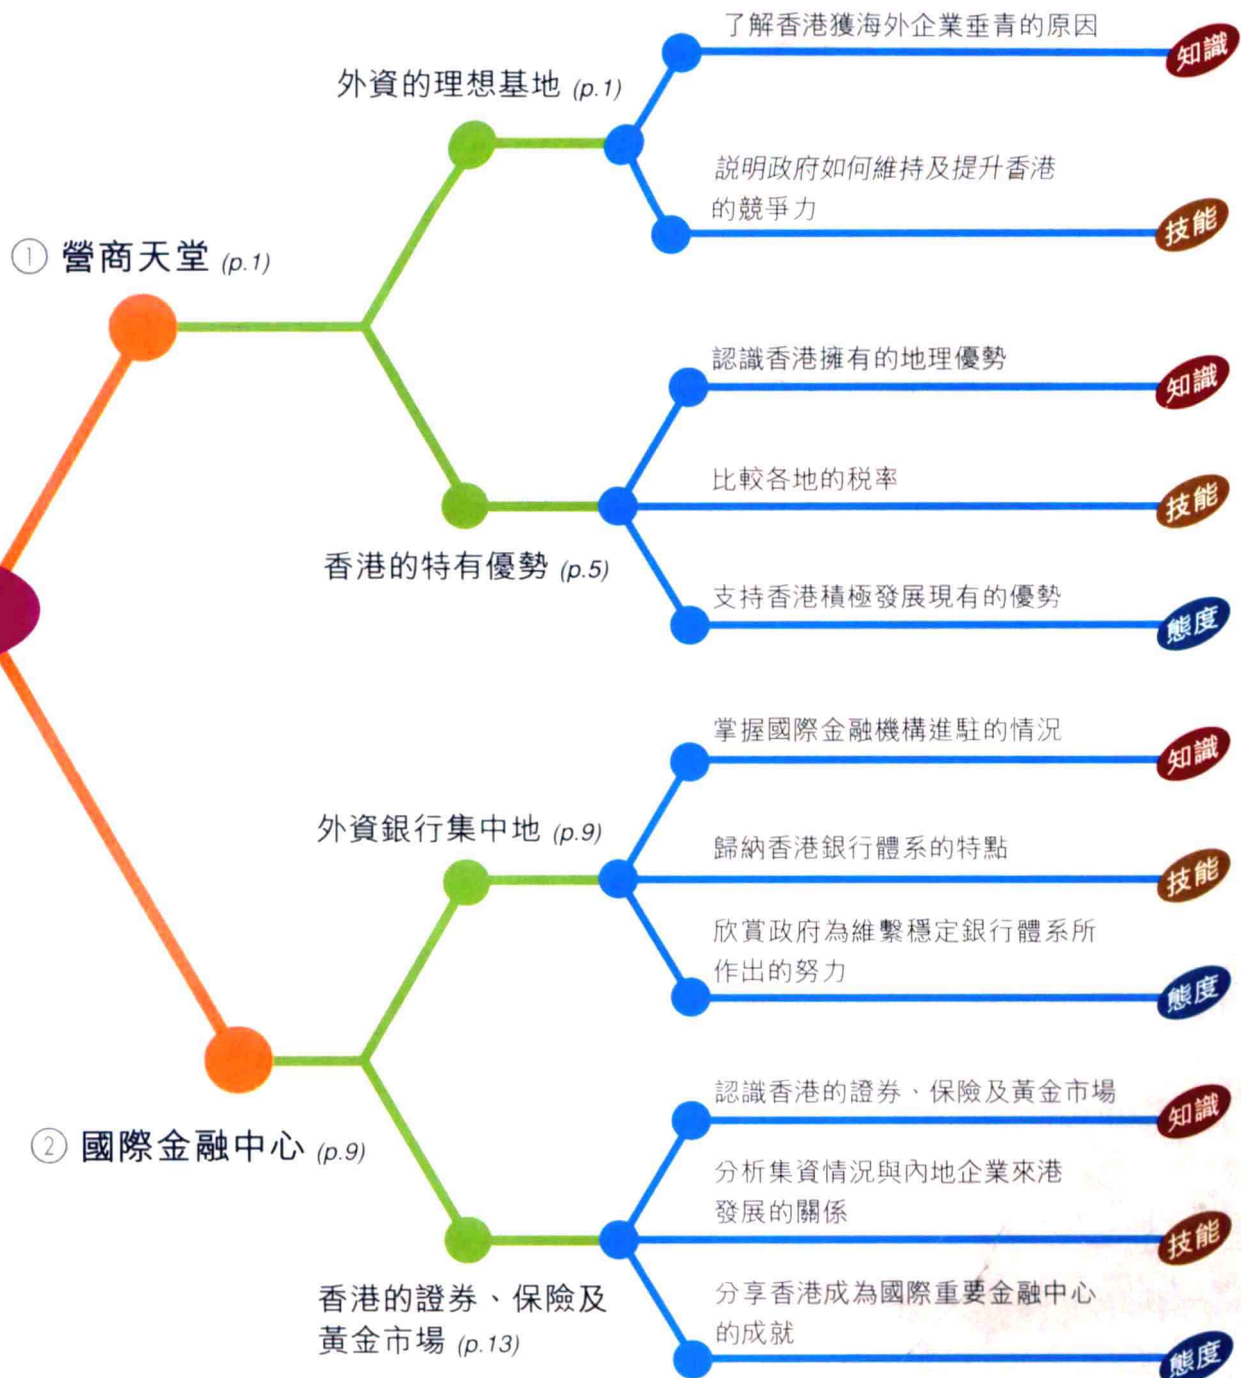 ① 營商天堂 (p.1)
外資的理想基地 (p.1)
了解香港獲海外企業垂青的原因
知識
説明政府如何維持及提升香港
的競爭力
技能
香港的特有優勢 (p.5)
認識香港擁有的地理優勢
知識
比較各地的税率
技能
支持香港積極發展現有的優勢
態度
② 國際金融中心 (p.9)
外資銀行集中地 (p.9)
掌握國際金融機構進駐的情況
知識
歸納香港銀行體系的特點
技能
欣賞政府為維繫穩定銀行體系所
作出的努力
態度
香港的證券、保險及
黃金市場 (p.13)
認識香港的證券、保險及黃金市場
知識
分析集資情況與內地企業來港
發展的關係
技能
分享香港成為國際重要金融中心
的成就
態度